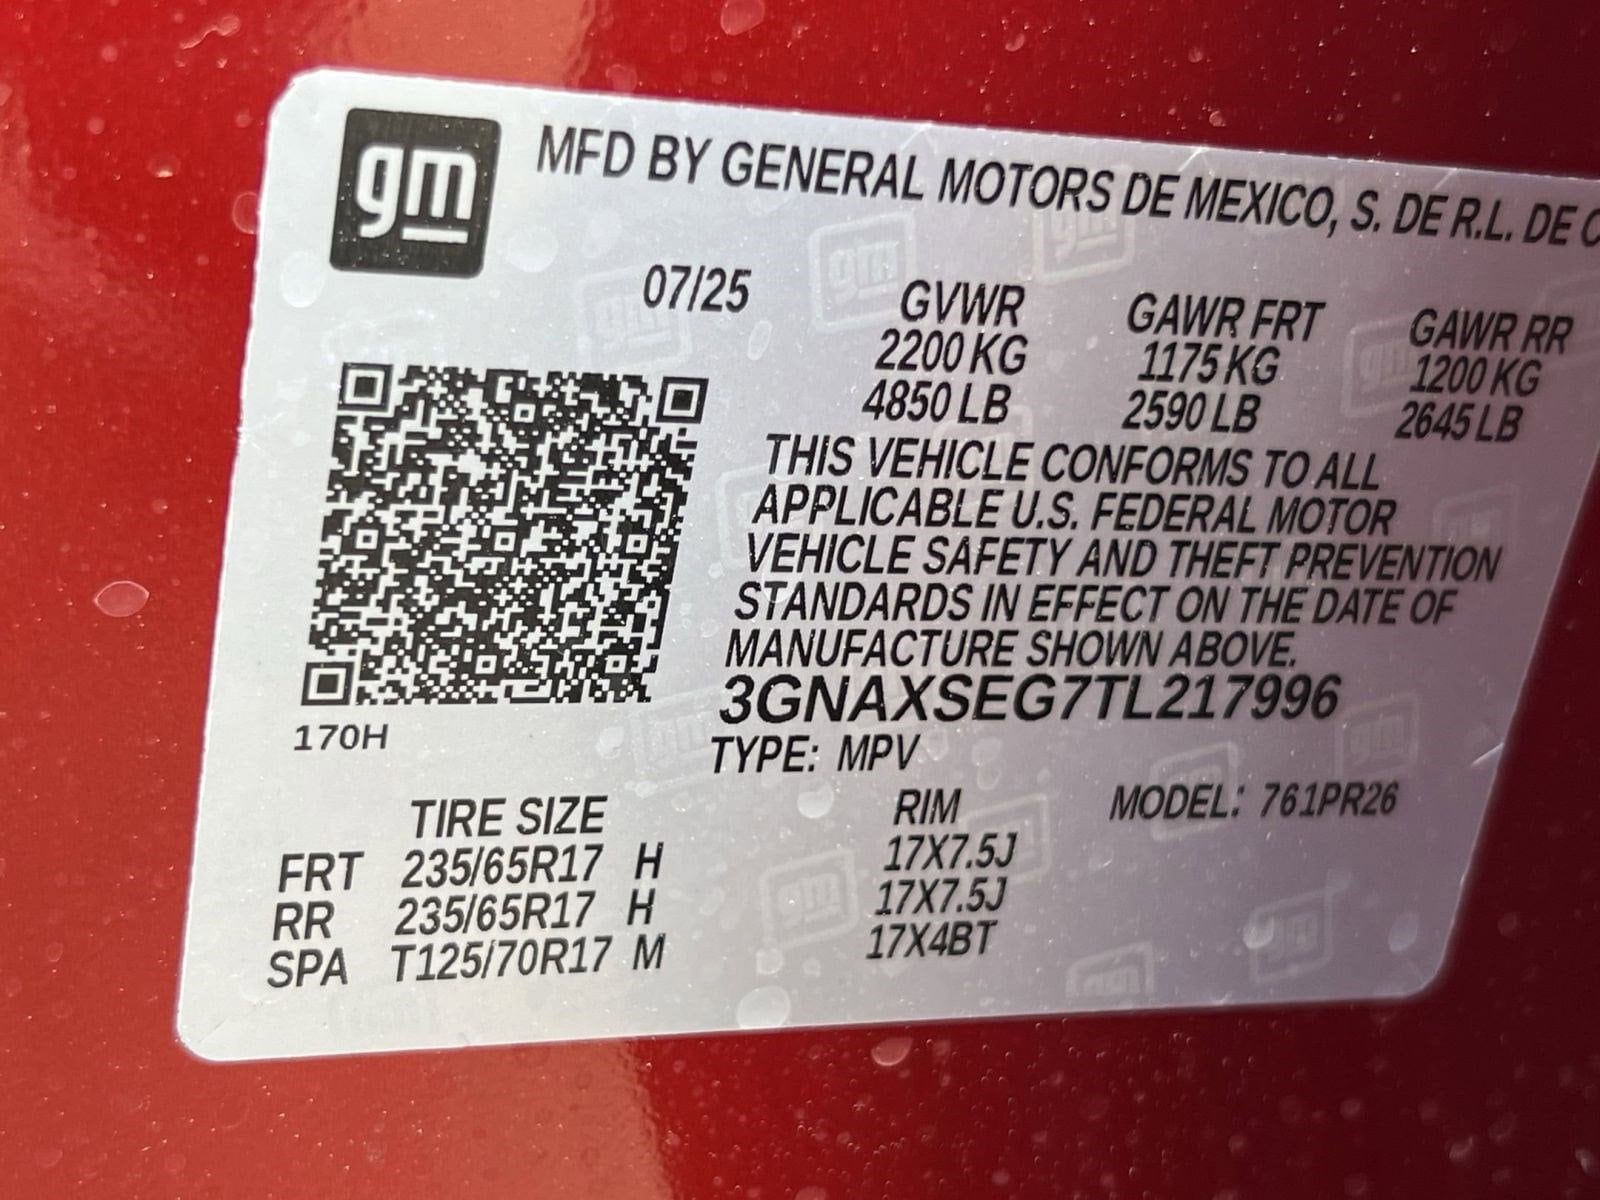 gm
MFD BY GENERAL MOTORS DE MEXICO, S. DE R.L. DE C
07/25
GVWR GAWR FRT GAWR RR
2200 KG 1175 KG 1200 KG
4850 LB 2590 LB 2645 LB
THIS VEHICLE CONFORMS TO ALL
APPLICABLE U.S. FEDERAL MOTOR
VEHICLE SAFETY AND THEFT PREVENTION
STANDARDS IN EFFECT ON THE DATE OF
MANUFACTURE SHOWN ABOVE.
3GNAXSEG7TL217996
170H
TYPE: MPV
TIRE SIZE RIM MODEL: 761PR26
FRT 235/65R17 H 17X7.5J
RR 235/65R17 H 17X7.5J
SPA T125/70R17 M 17X4BT